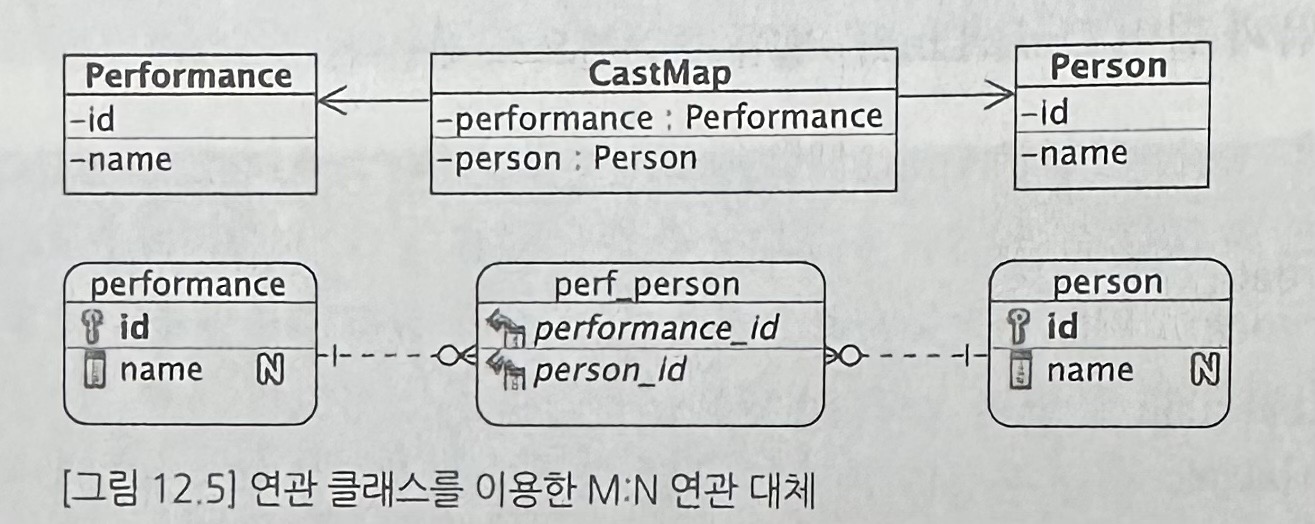 Performance
-id
-name
CastMap
-performance : Performance
-person : Person
Person
-id
-name
performance
id
name N
perf_person
performance_id
person_id
person
id
name N
[그림 12.5] 연관 클래스를 이용한 M:N 연관 대체